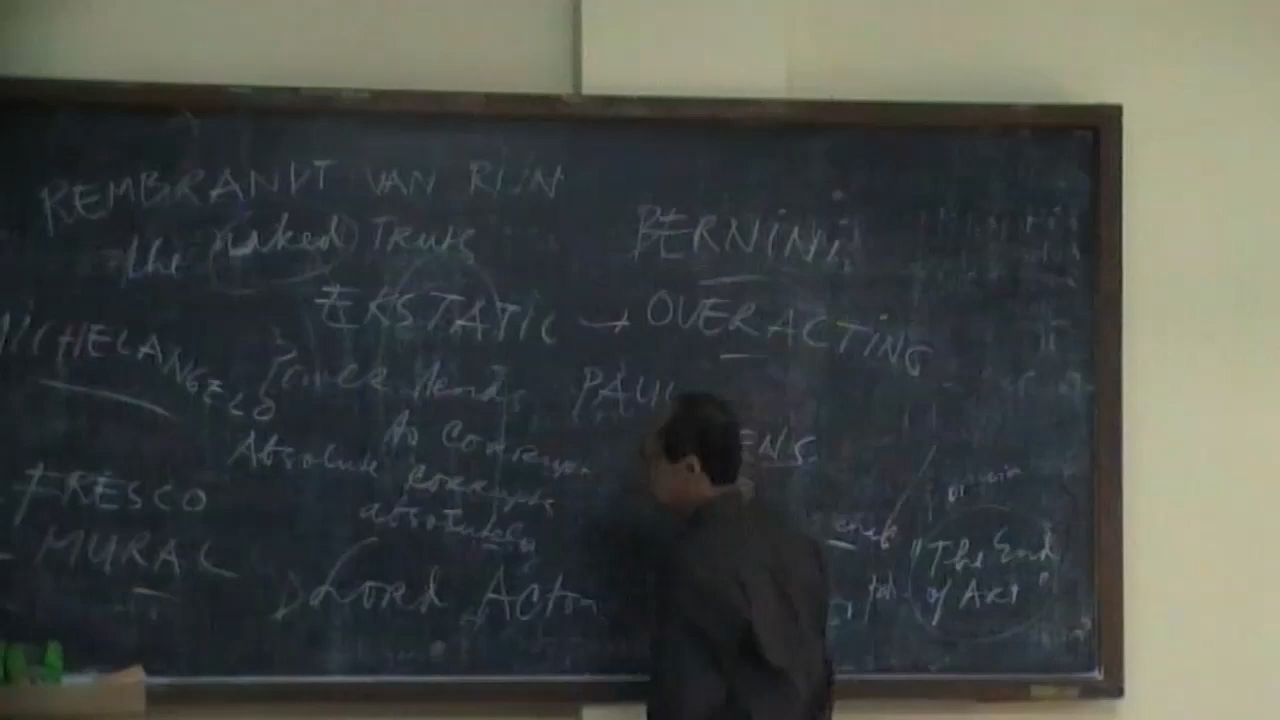 REMBRANDT VAN RIJN
the naked Truth
BERNINI
EKSTATIC → OVERACTING
MICHELANGELO
Power tends
to corrupt
Absolute corrupts
absolutely
Lord Acton
PAUL
ENS
FRESCO
MURAL
"The End
of Art"